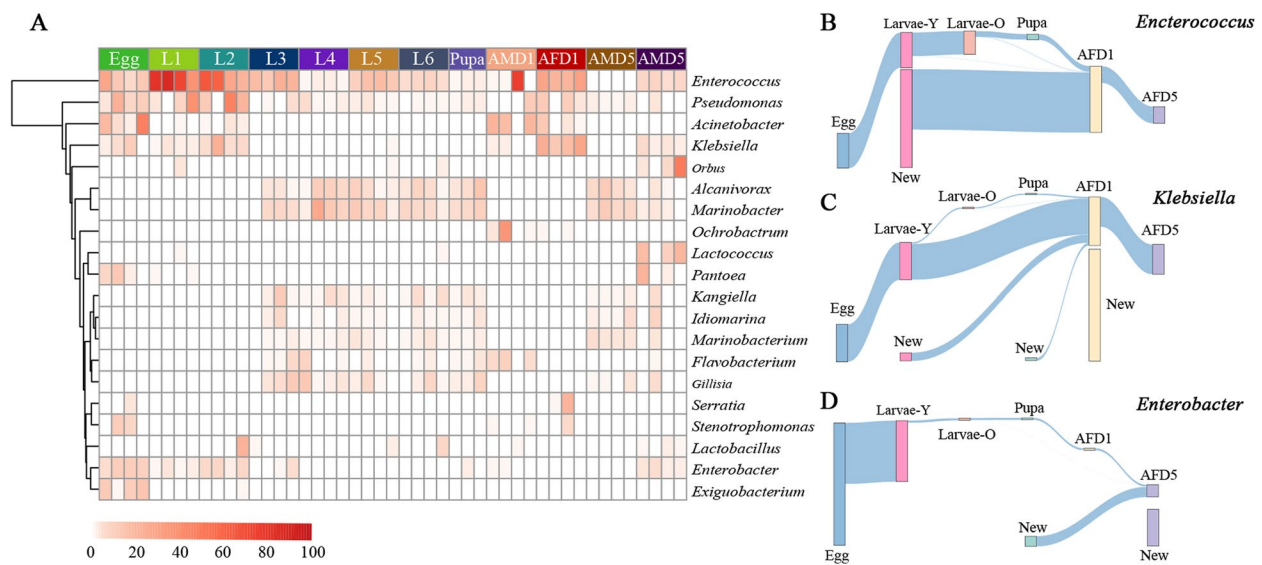 A
Egg L1 L2 L3 L4 L5 L6 Pupa AMD1 AFD1 AMD5 AMD5
Enterococcus
Pseudomonas
Acinetobacter
Klebsiella
Orbus
Alcanivorax
Marinobacter
Ochrobactrum
Lactococcus
Pantoea
Kangiella
Idiomarina
Marinobacterium
Flavobacterium
Gillisia
Serratia
Stenotrophomonas
Lactobacillus
Enterobacter
Exiguobacterium
0 20 40 60 80 100
B
Encterococcus
Larvae-Y Larvae-O Pupa
AFD1
AFD5
Egg
New
C
Klebsiella
Pupa AFD1
Larvae-O
Larvae-Y
AFD5
Egg
New
New
New
D
Enterobacter
Larvae-Y Pupa
Larvae-O
AFD1
AFD5
New
Egg
New